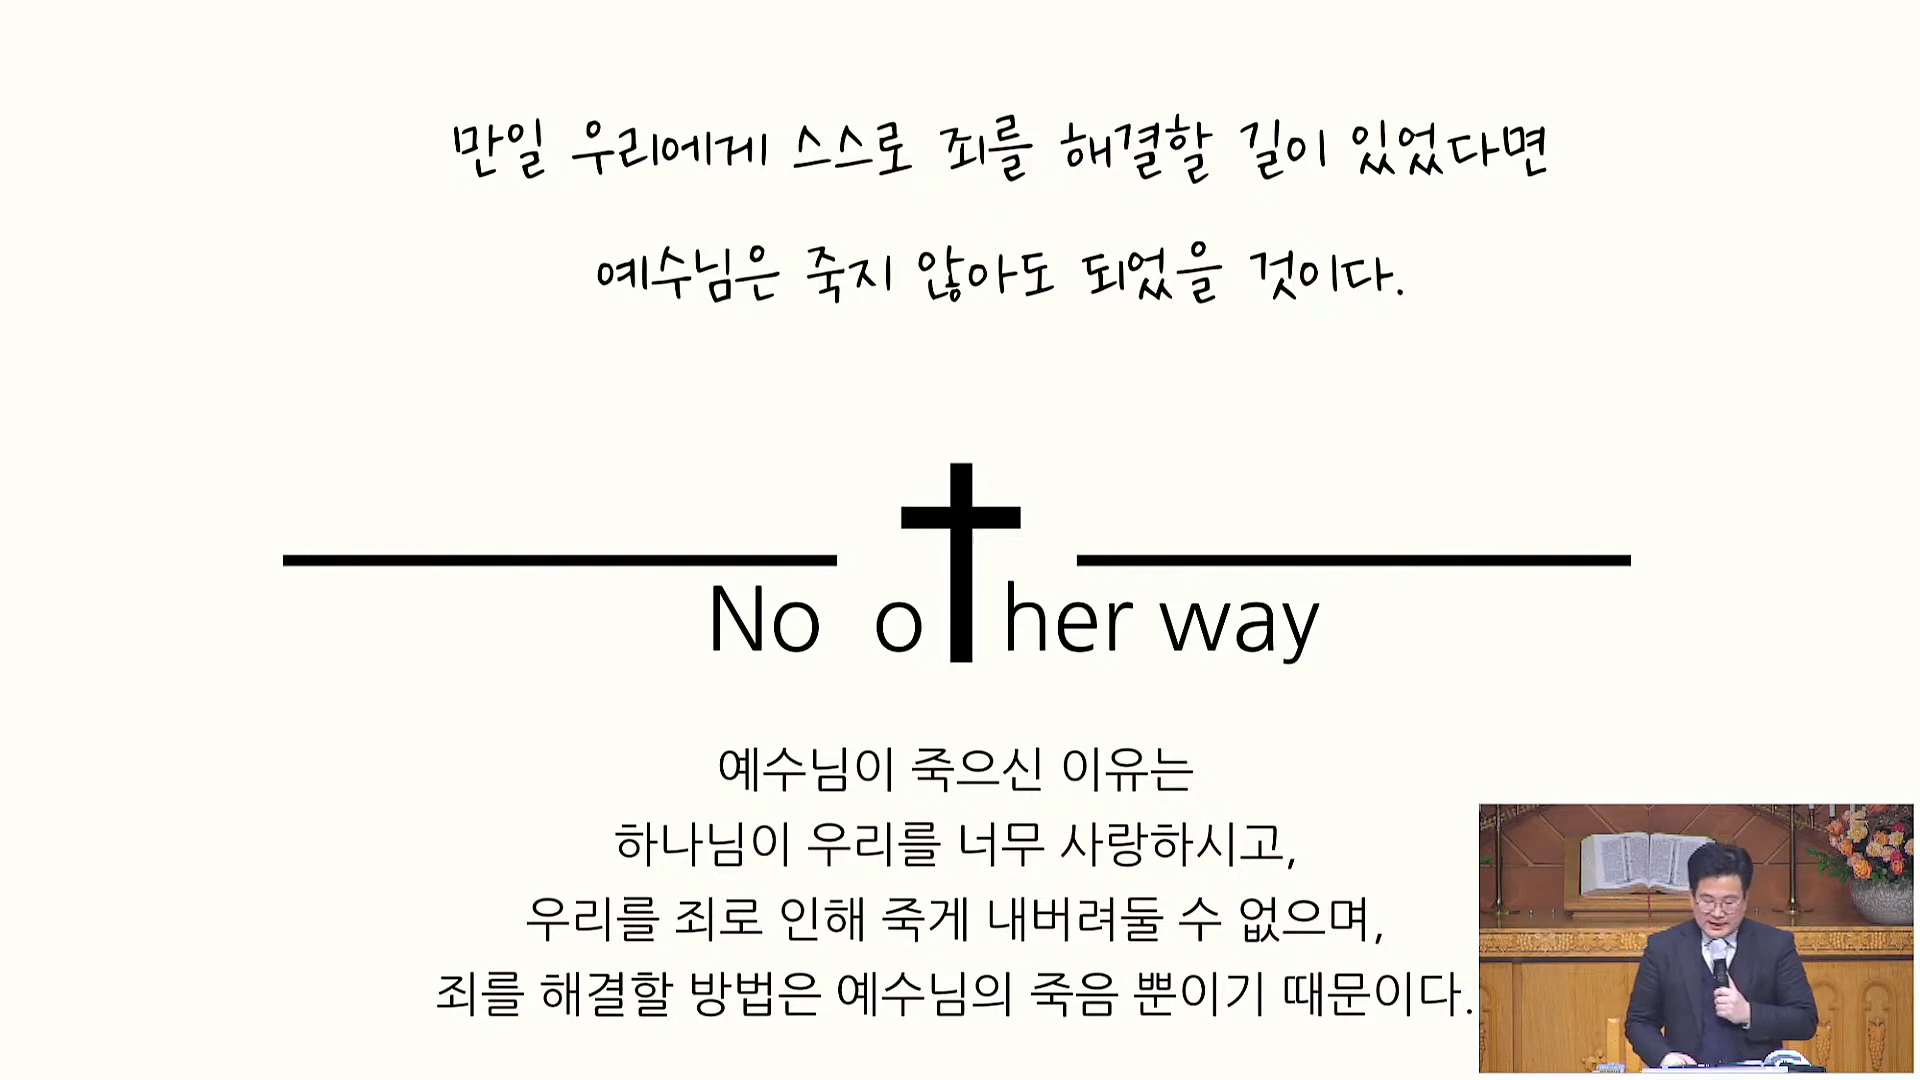 만일 우리에게 스스로 죄를 해결할 길이 있었다면
예수님은 죽지 않아도 되었을 것이다.
No other way
예수님이 죽으신 이유는
하나님이 우리를 너무 사랑하시고,
우리를 죄로 인해 죽게 내버려둘 수 없으며,
죄를 해결할 방법은 예수님의 죽음 뿐이기 때문이다.